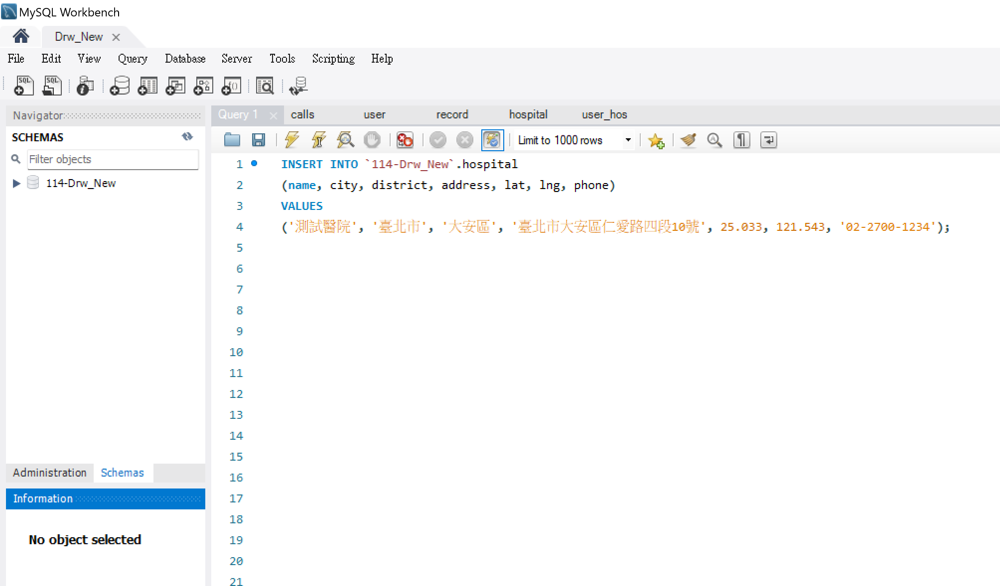 MySQL Workbench
Drw_New
File Edit View Query Database Server Tools Scripting Help
Navigator
SCHEMAS
Filter objects
114-Drw_New
Administration Schemas
Information
No object selected
Query 1 calls user record hospital user_hos
Limit to 1000 rows
1 INSERT INTO `114-Drw_New`.hospital
2 (name, city, district, address, lat, lng, phone)
3 VALUES
4 ('測試醫院', '臺北市', '大安區', '臺北市大安區仁愛路四段10號', 25.033, 121.543, '02-2700-1234');
5
6
7
8
9
10
11
12
13
14
15
16
17
18
19
20
21